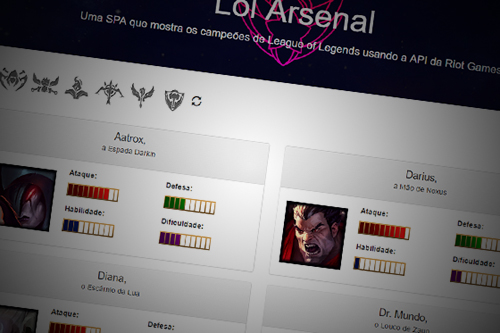 Lol Arsenal
Uma SPA que mostra os campeões de League of Legends usando a API da Riot Games
Aatrox,
a Espada Darkin
Ataque:
Defesa:
Habilidade:
Dificuldade:
Darius,
a Mão de Noxus
Ataque:
Defesa:
Habilidade:
Dificuldade:
Diana,
o Escárnio da Lua
Ataque:
Defesa:
Dr. Mundo,
o Louco de Zaun
Ataque: